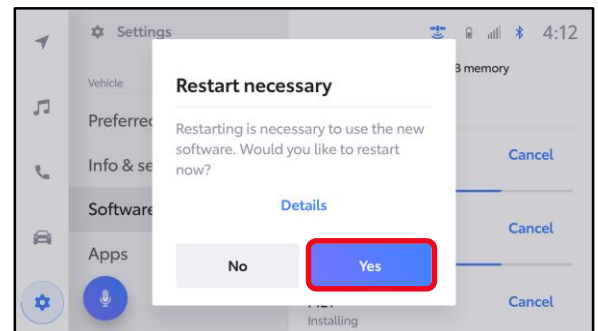 Settings
4:12
Vehicle
Preferred
Info & se
Software
Apps
B memory
Cancel
Cancel
Cancel
Installing
Restart necessary
Restarting is necessary to use the new
software. Would you like to restart
now?
Details
No
Yes